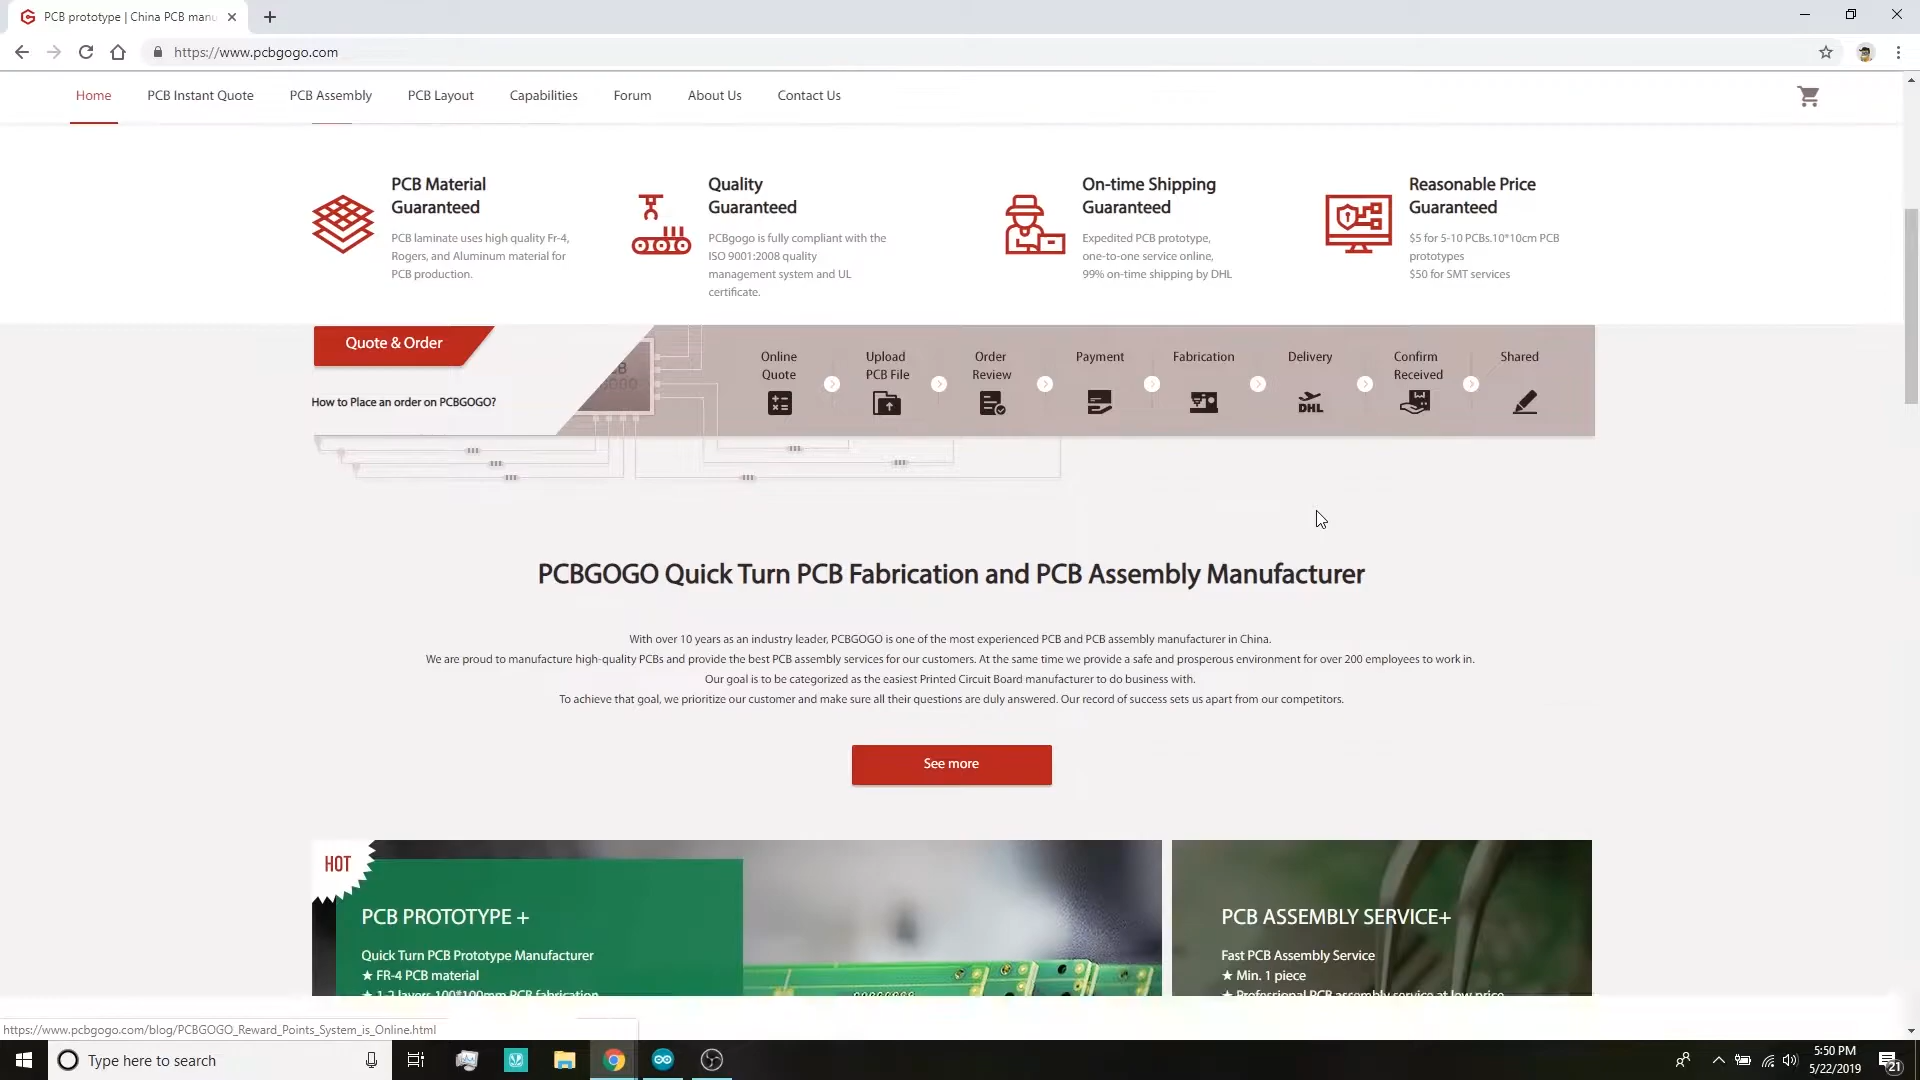 PCB prototype | China PCB manu
https://www.pcbgogo.com
Home PCB Instant Quote PCB Assembly PCB Layout Capabilities Forum About Us Contact Us
PCB Material
Guaranteed
PCB laminate uses high quality Fr-4,
Rogers, and Aluminum material for
PCB production.
Quality
Guaranteed
PCBgogo is fully compliant with the
ISO 9001:2008 quality
management system and UL
certificate.
On-time Shipping
Guaranteed
Expedited PCB prototype,
one-to-one service online,
99% on-time shipping by DHL
Reasonable Price
Guaranteed
$5 for 5-10 PCBs.10*10cm PCB
prototypes
$50 for SMT services
Quote & Order
How to Place an order on PCBGOGO?
Online
Quote
Upload
PCB File
Order
Review
Payment
Fabrication
Delivery
DHL
Confirm
Received
Shared
PCBGOGO Quick Turn PCB Fabrication and PCB Assembly Manufacturer
With over 10 years as an industry leader, PCBGOGO is one of the most experienced PCB and PCB assembly manufacturer in China.
We are proud to manufacture high-quality PCBs and provide the best PCB assembly services for our customers. At the same time we provide a safe and prosperous environment for over 200 employees to work in.
Our goal is to be categorized as the easiest Printed Circuit Board manufacturer to do business with.
To achieve that goal, we prioritize our customer and make sure all their questions are duly answered. Our record of success sets us apart from our competitors.
See more
HOT
PCB PROTOTYPE +
Quick Turn PCB Prototype Manufacturer
★ FR-4 PCB material
★ 1-2 layers 100*100mm PCB fabrication
PCB ASSEMBLY SERVICE+
Fast PCB Assembly Service
★ Min. 1 piece
★ Professional PCB assembly service at low price
https://www.pcbgogo.com/blog/PCBGOGO_Reward_Points_System_is_Online.html
Type here to search
5:50 PM
5/22/2019
21